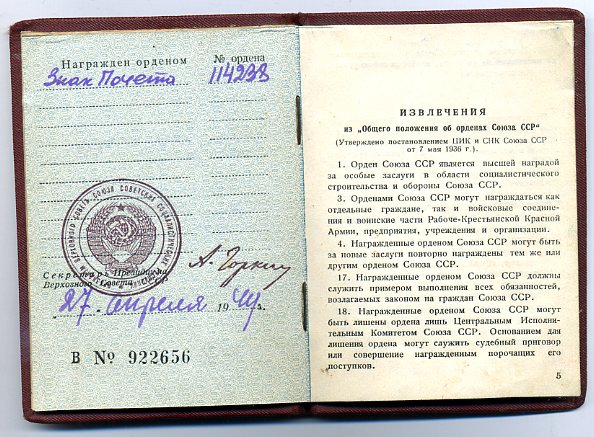 Награжден орденом № ордена
Знак Почета 114238
Секретарь Президиума
Верховного Совета
А. Горкин
27 апреля 1949 г.
В № 922656
ИЗВЛЕЧЕНИЯ
из „Общего положения об орденах Союза ССР“
(Утверждено постановлением ЦИК и СНК Союза ССР
от 7 мая 1936 г.).
1. Орден Союза ССР является высшей наградой
за особые заслуги в области социалистического
строительства и обороны Союза ССР.
3. Орденами Союза ССР могут награждаться как
отдельные граждане, так и войсковые соединения
и воинские части Рабоче-Крестьянской Красной
Армии, предприятия, учреждения и организации.
4. Награжденные орденом Союза ССР могут быть
за новые заслуги повторно награждены тем же или
другим орденом Союза ССР.
17. Награжденные орденом Союза ССР должны
служить примером выполнения всех обязанностей,
возлагаемых законом на граждан Союза ССР.
18. Награжденные орденом Союза ССР могут
быть лишены ордена лишь Центральным Исполни-
тельным Комитетом Союза ССР. Основанием для
лишения ордена могут служить судебный приговор
или совершение награжденным порочащих его
поступков.
5